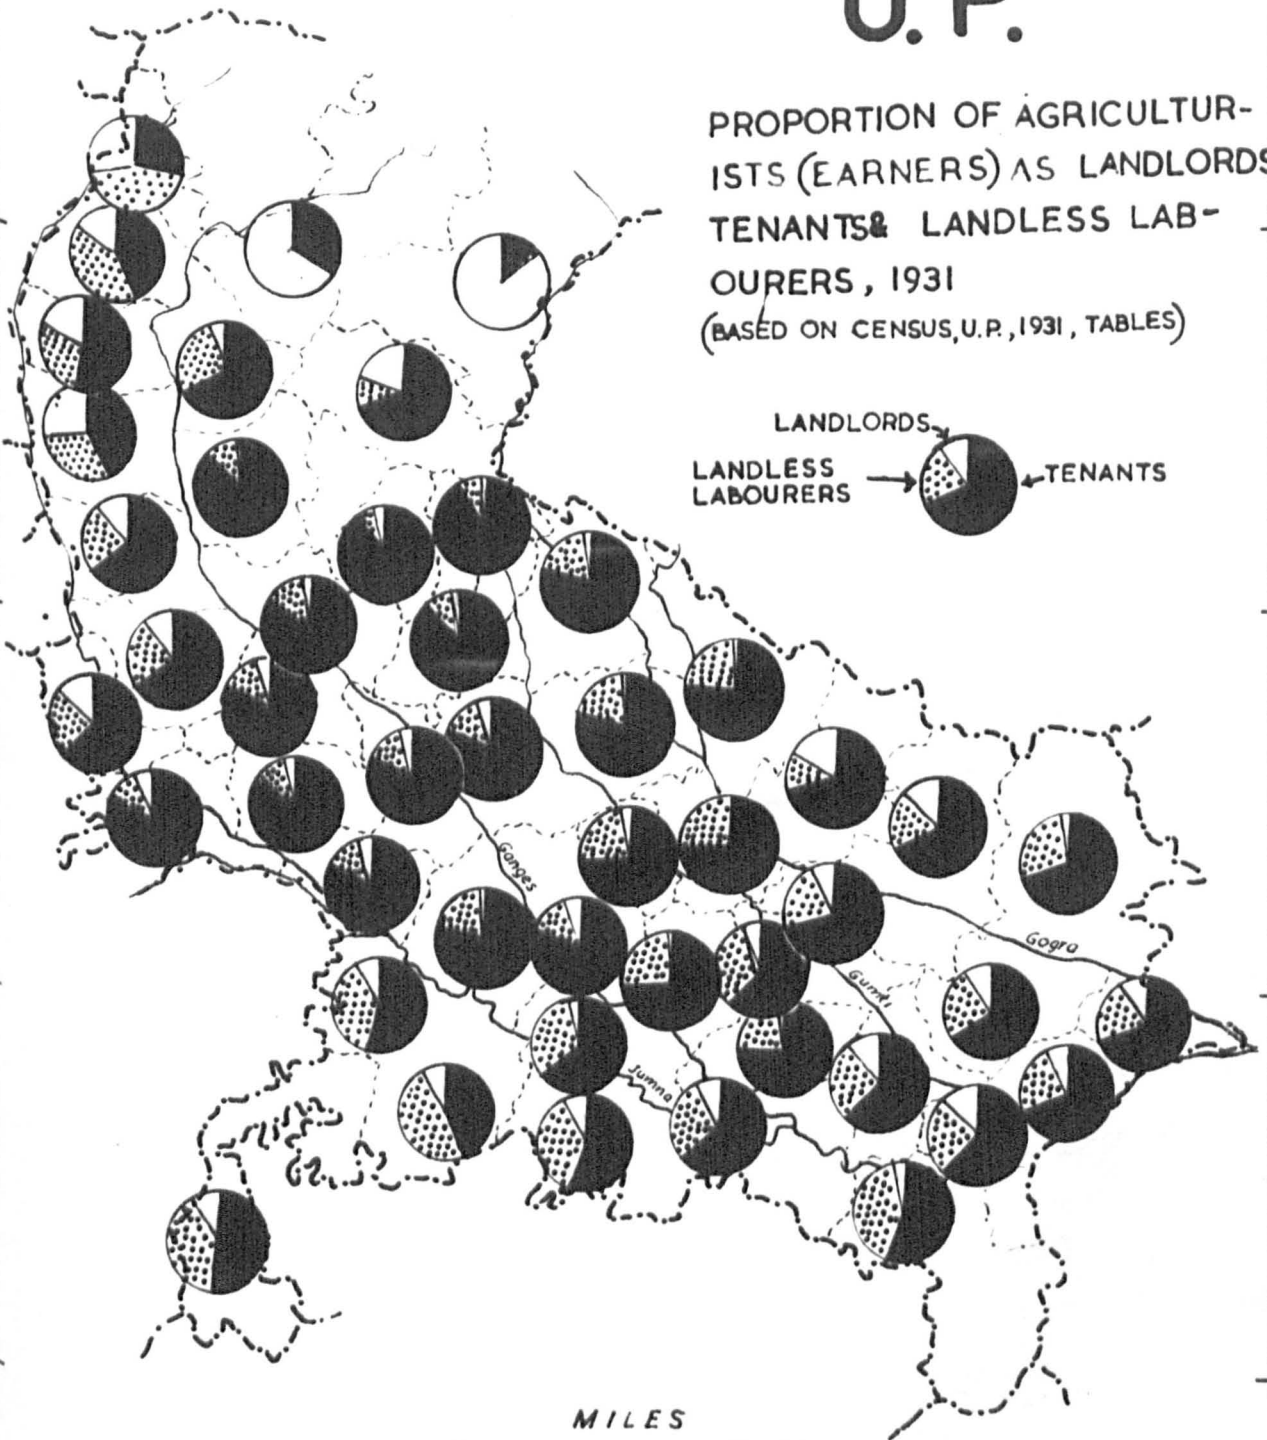 U. P.
PROPORTION OF AGRICULTUR-
ISTS (EARNERS) AS LANDLORDS
TENANTS& LANDLESS LAB-
OURERS, 1931
(BASED ON CENSUS, U.P., 1931, TABLES)
LANDLORDS
LANDLESS
LABOURERS
TENANTS
Ganges
Gogra
Gumti
Jumna
MILES